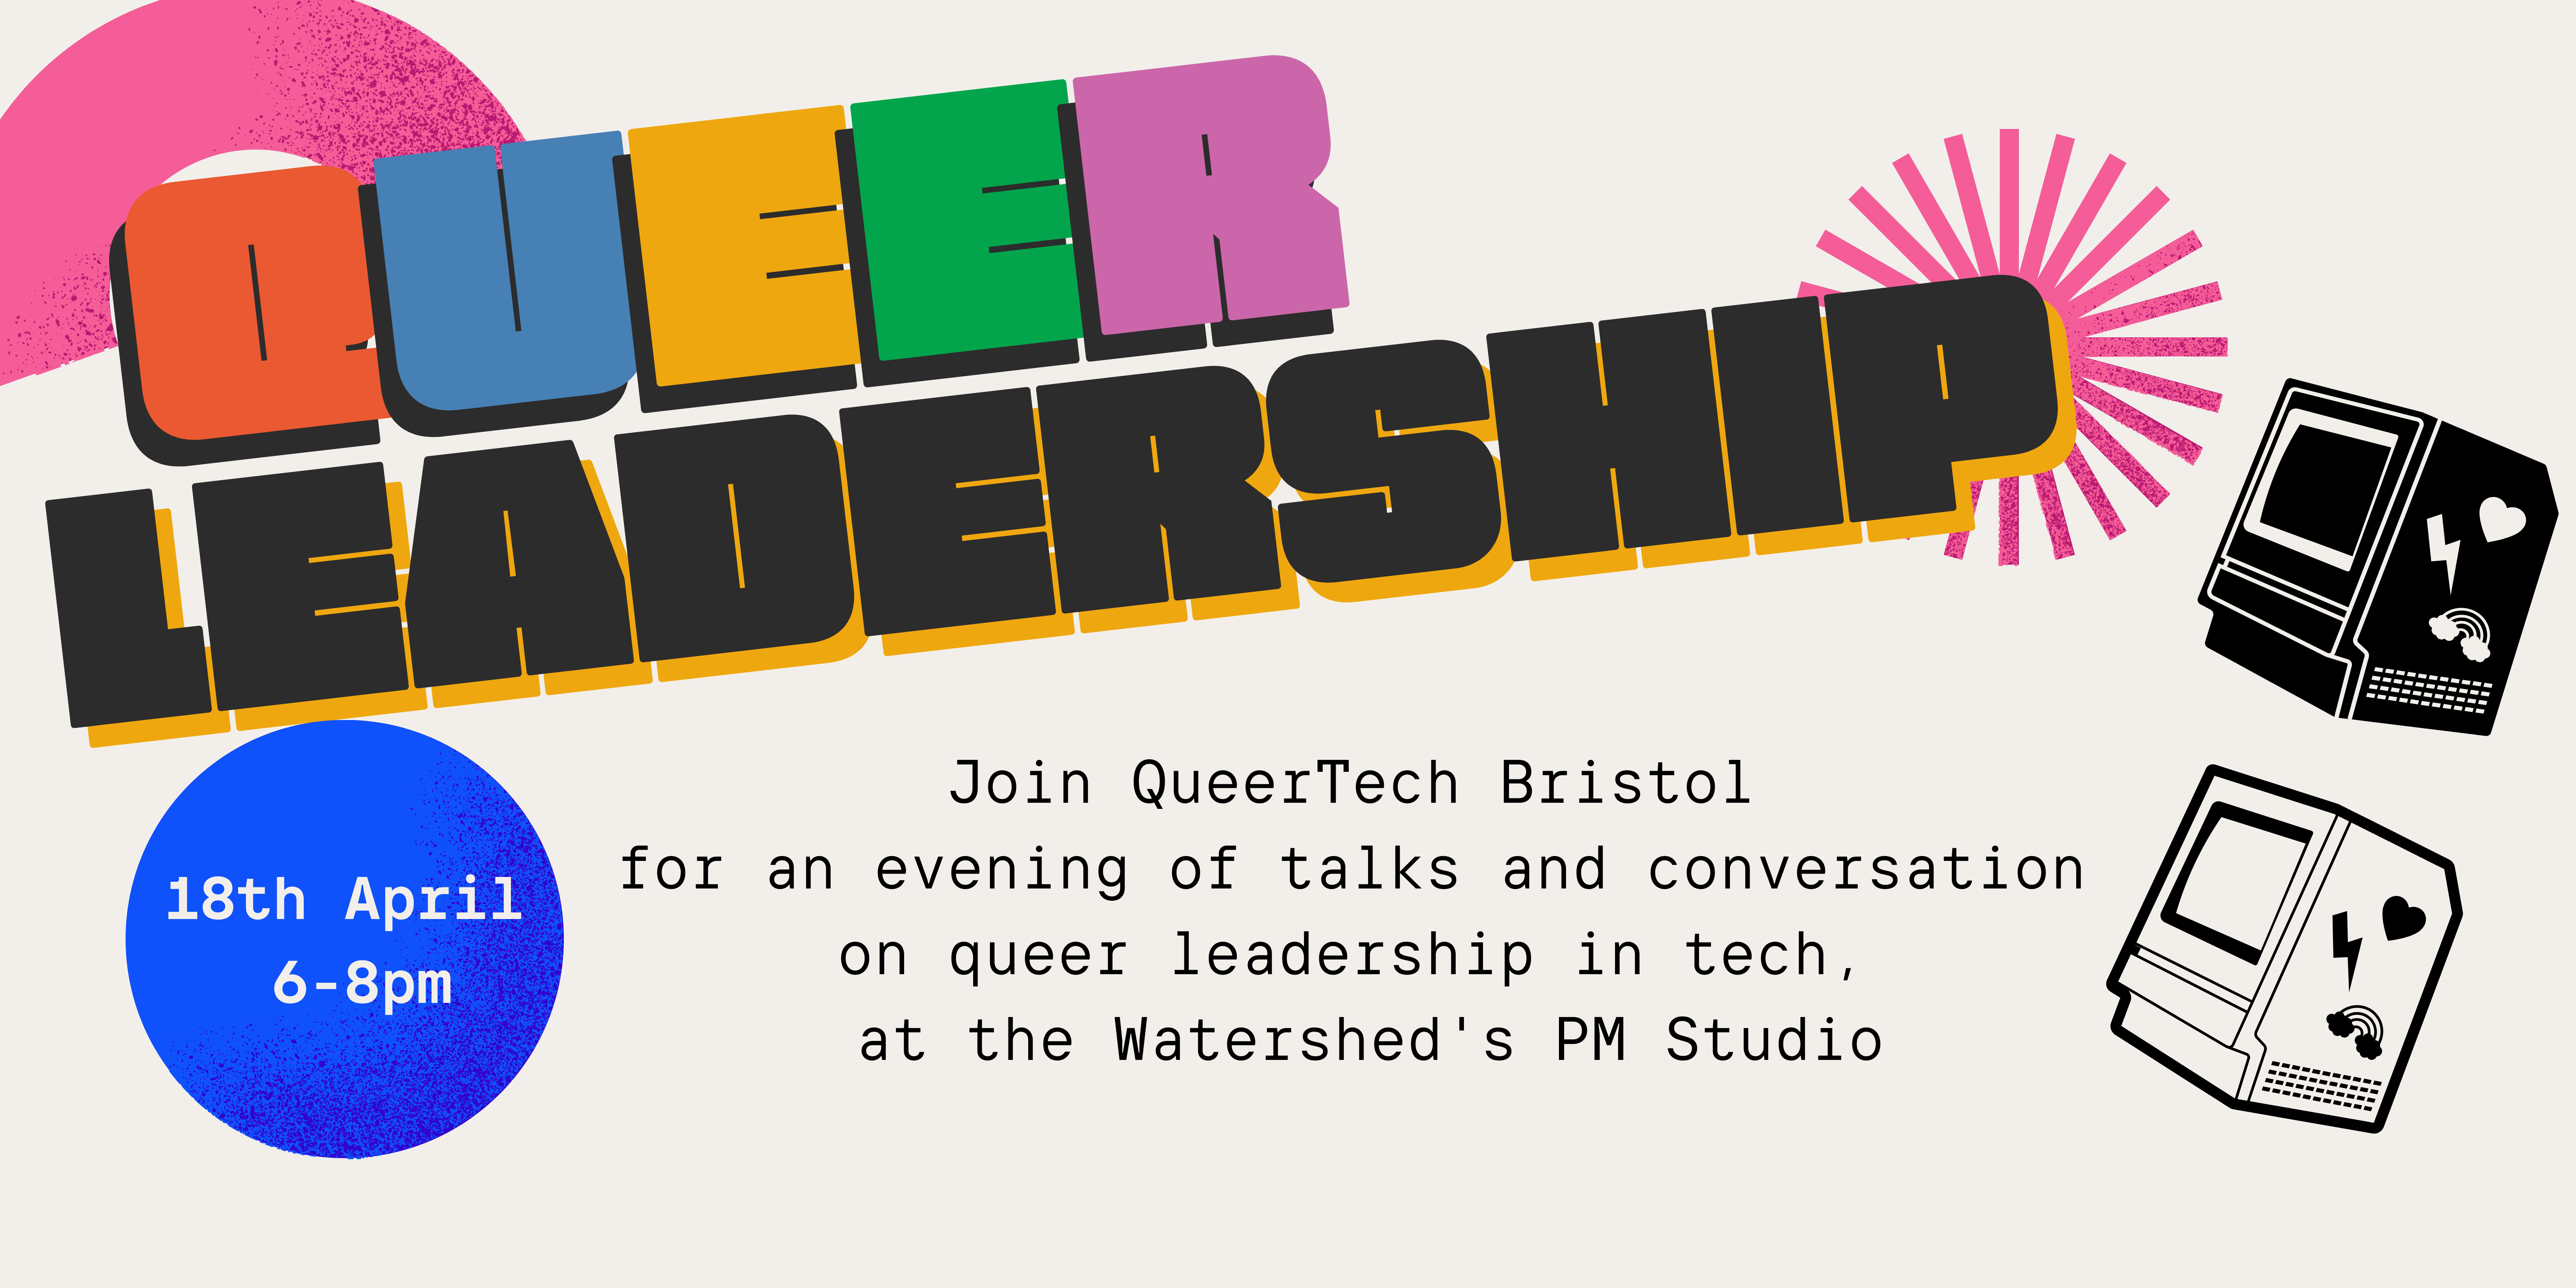 QUEER
LEADERSHIP
18th April
6-8pm
Join QueerTech Bristol
for an evening of talks and conversation
on queer leadership in tech,
at the Watershed's PM Studio